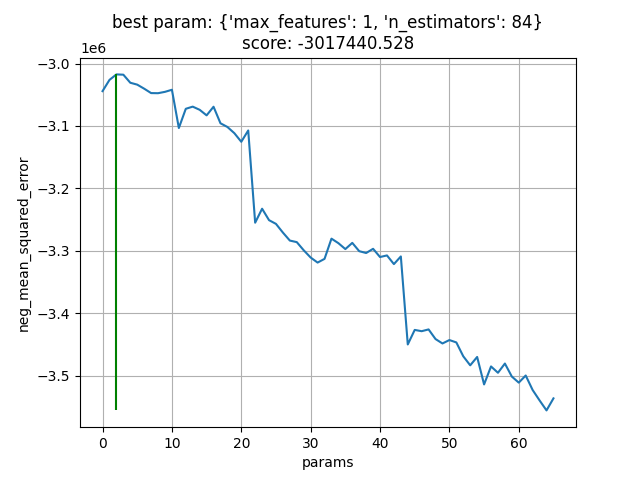 best param: {'max_features': 1, 'n_estimators': 84}
score: -3017440.528
1e6
−3.0
−3.1
−3.2
−3.3
−3.4
−3.5
neg_mean_squared_error
0 10 20 30 40 50 60
params